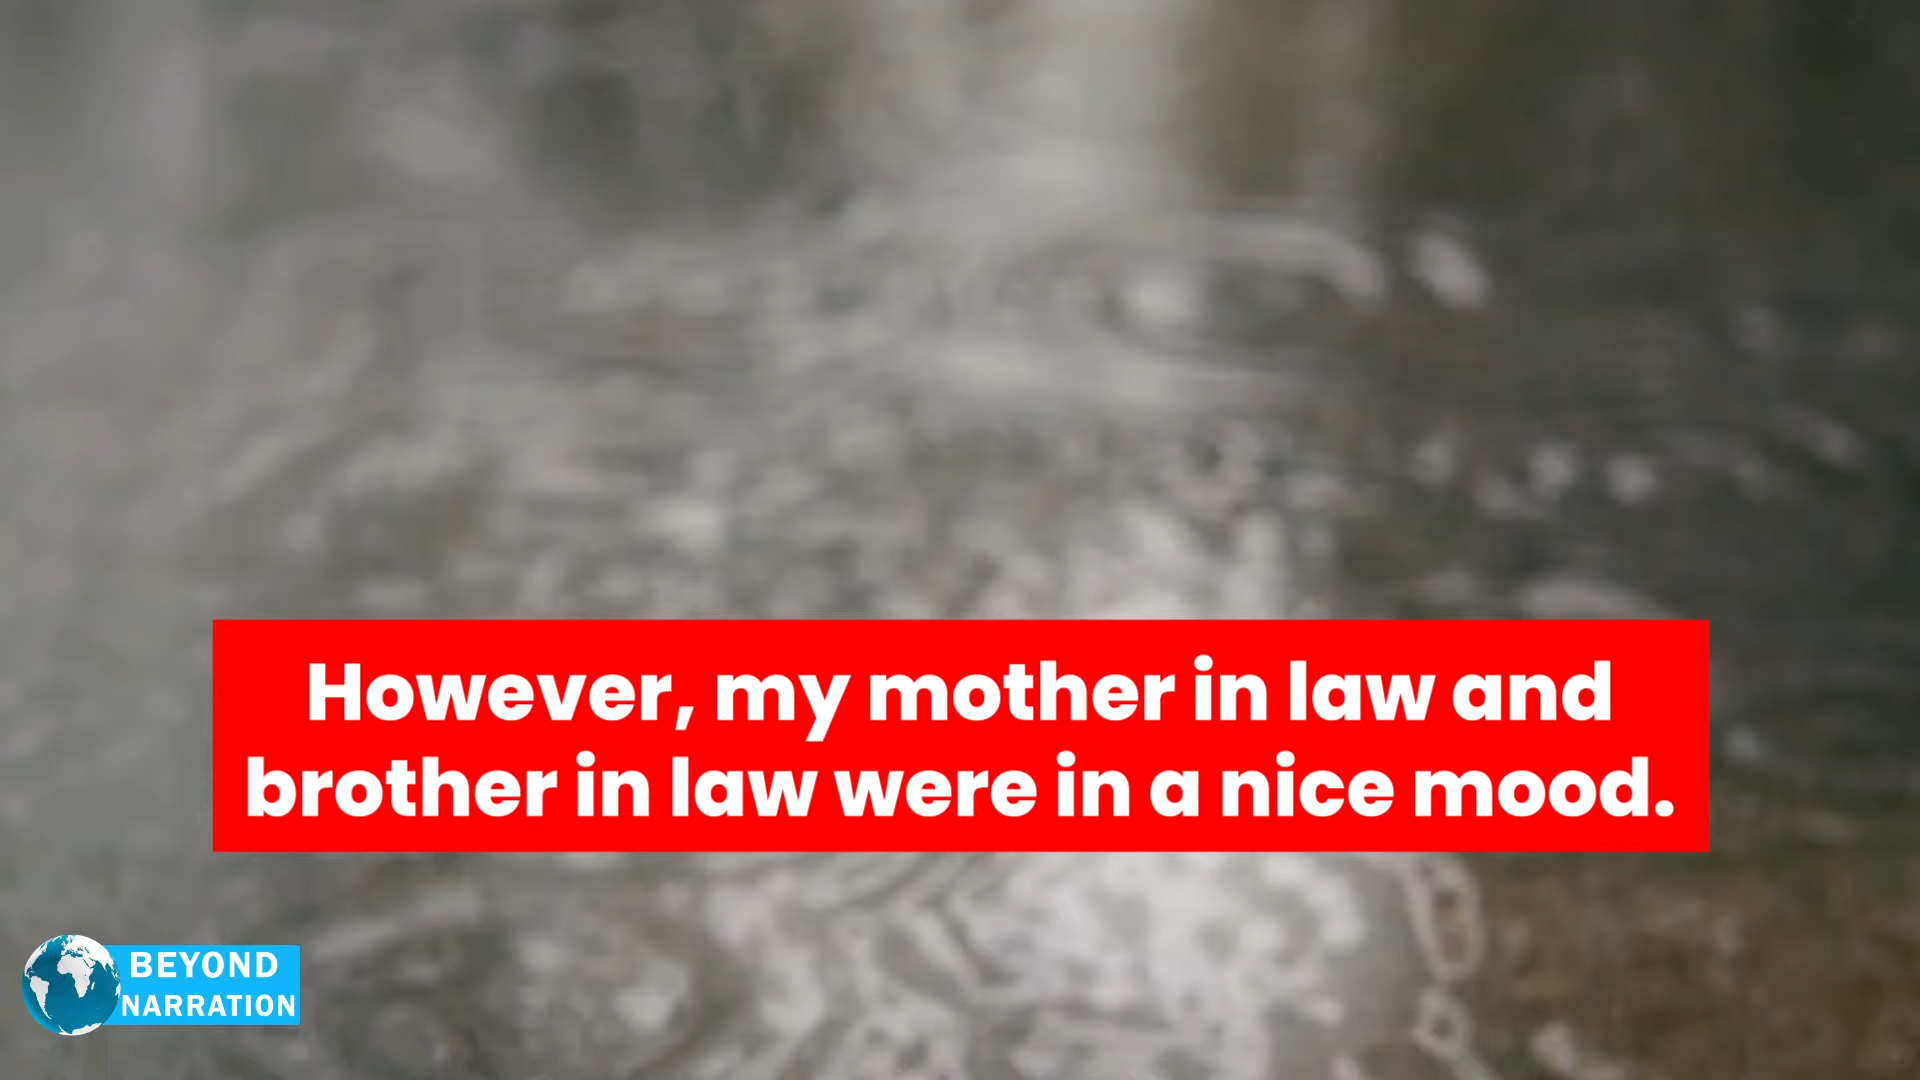 However, my mother in law and
brother in law were in a nice mood.
BEYOND
NARRATION